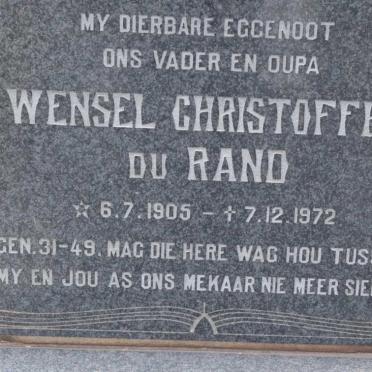 MY DIERBARE EGGENOOT
ONS VADER EN OUPA
WENSEL CHRISTOFFE
DU RAND
☆ 6.7.1905 – † 7.12.1972
GEN. 31-49. MAG DIE HERE WAG HOU TUSS
MY EN JOU AS ONS MEKAAR NIE MEER SIE